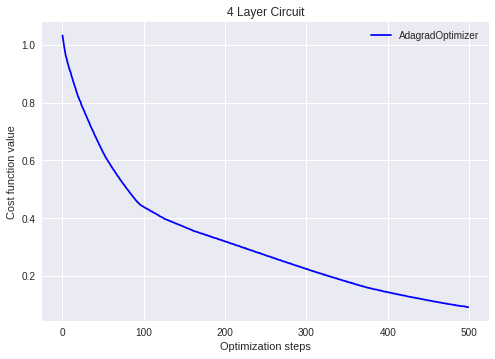 4 Layer Circuit
AdagradOptimizer
1.0
0.8
0.6
0.4
0.2
Cost function value
0 100 200 300 400 500
Optimization steps